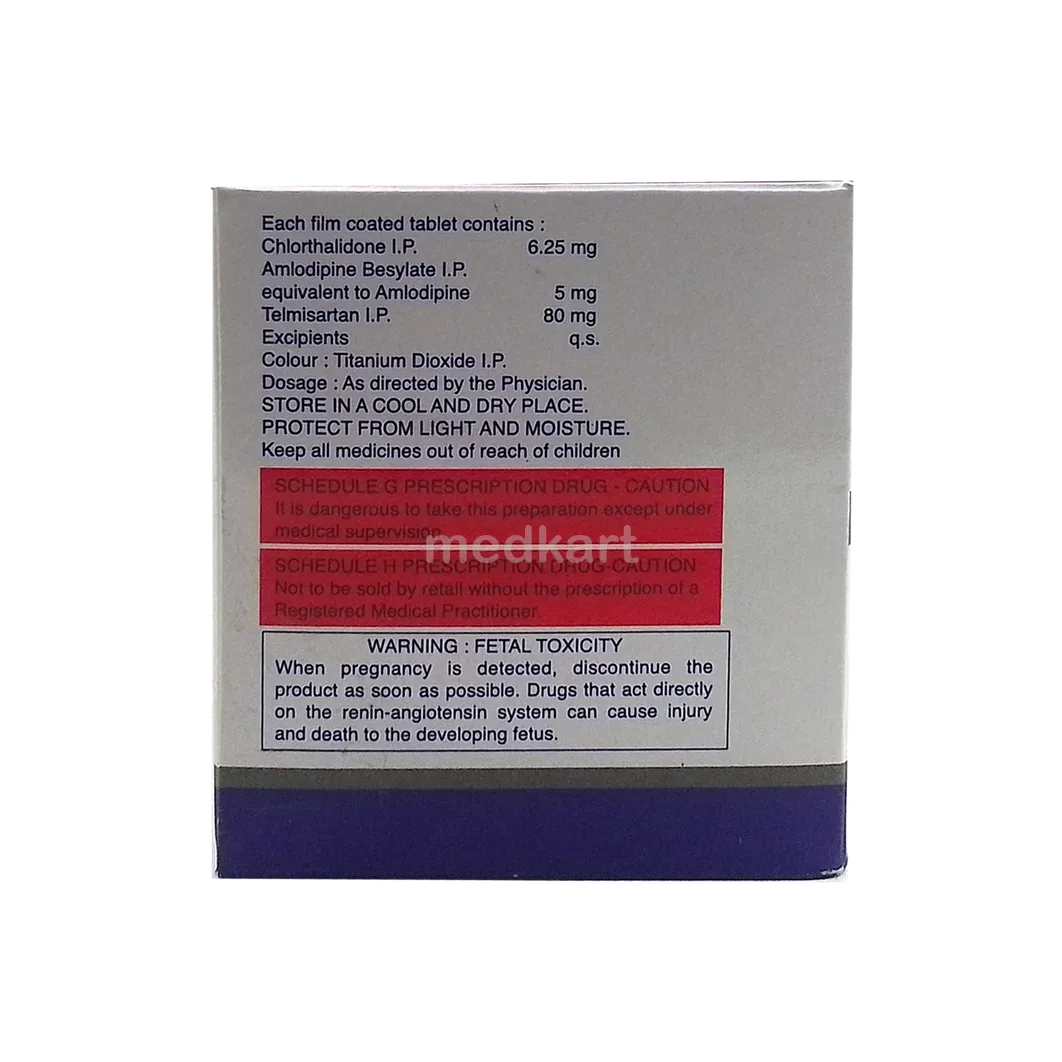 Each film coated tablet contains :
Chlorthalidone I.P. 6.25 mg
Amlodipine Besylate I.P.
equivalent to Amlodipine 5 mg
Telmisartan I.P. 80 mg
Excipients q.s.
Colour : Titanium Dioxide I.P.
Dosage : As directed by the Physician.
STORE IN A COOL AND DRY PLACE.
PROTECT FROM LIGHT AND MOISTURE.
Keep all medicines out of reach of children
SCHEDULE G PRESCRIPTION DRUG - CAUTION
It is dangerous to take this preparation except under
medical supervision.
medkart
SCHEDULE H PRESCRIPTION DRUG-CAUTION
Not to be sold by retail without the prescription of a
Registered Medical Practitioner.
WARNING : FETAL TOXICITY
When pregnancy is detected, discontinue the
product as soon as possible. Drugs that act directly
on the renin-angiotensin system can cause injury
and death to the developing fetus.